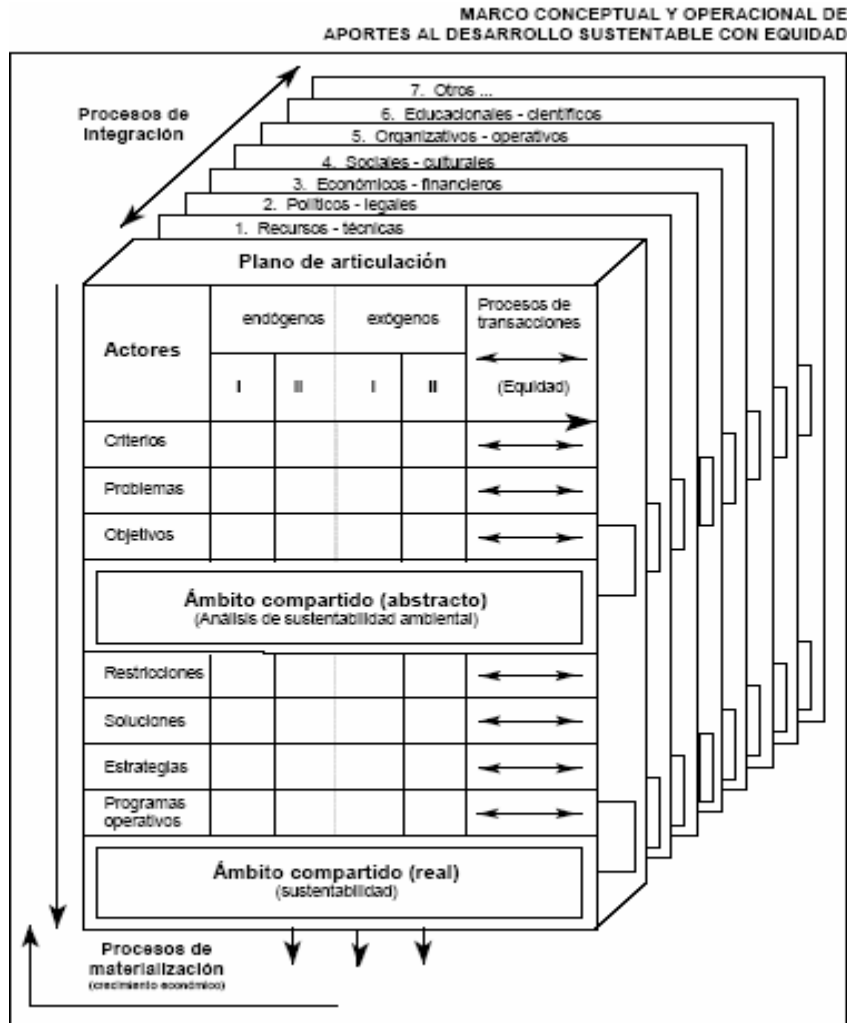 MARCO CONCEPTUAL Y OPERACIONAL DE
APORTES AL DESARROLLO SUSTENTABLE CON EQUIDAD
Procesos de
integración
7. Otros ...
6. Educacionales - científicos
5. Organizativos - operativos
4. Sociales - culturales
3. Económicos - financieros
2. Políticos - legales
1. Recursos - técnicas
Plano de articulación
Actores
endógenos
exógenos
Procesos de
transacciones
I
II
I
II
(Equidad)
Criterios
Problemas
Objetivos
Ámbito compartido (abstracto)
(Análisis de sustentabilidad ambiental)
Restricciones
Soluciones
Estrategias
Programas
operativos
Ámbito compartido (real)
(sustentabilidad)
Procesos de
materialización
(crecimiento económico)